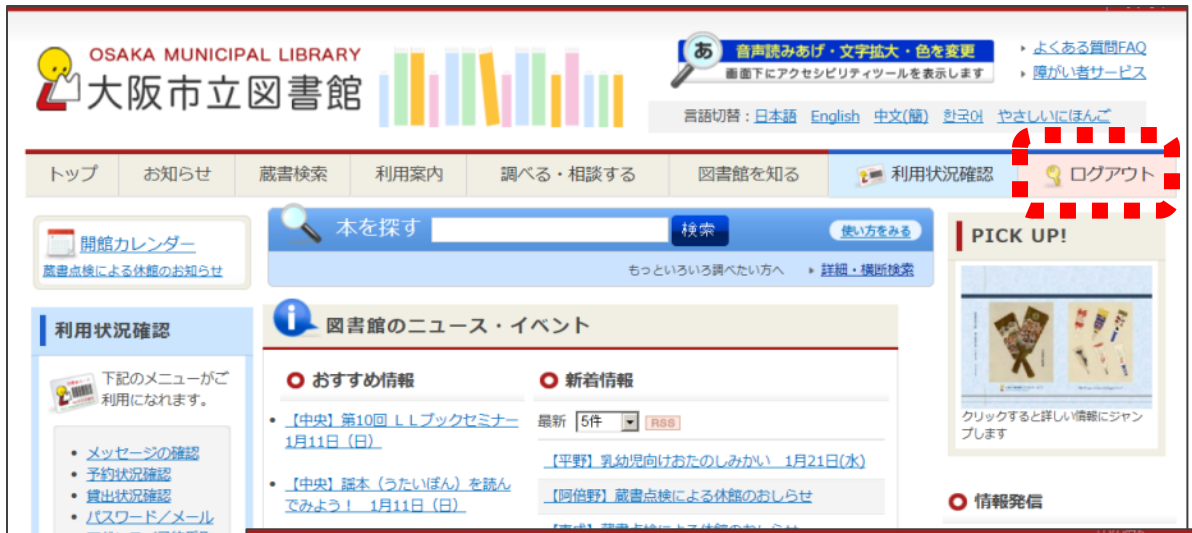 OSAKA MUNICIPAL LIBRARY
大阪市立図書館
あ 音声読みあげ・文字拡大・色を変更
画面下にアクセシビリティツールを表示します
よくある質問FAQ
障がい者サービス
言語切替：日本語 English 中文(簡) 한국어 やさしいにほんご
トップ お知らせ 蔵書検索 利用案内 調べる・相談する 図書館を知る 利用状況確認 ログアウト
開館カレンダー
蔵書点検による休館のお知らせ
本を探す 検索 使い方をみる
もっといろいろ調べたい方へ 詳細・横断検索
利用状況確認
下記のメニューがご
利用になれます。
・メッセージの確認
・予約状況確認
・貸出状況確認
・パスワード／メール
図書館のニュース・イベント
おすすめ情報
・【中央】第10回 ＬＬブックセミナー
1月11日（日）
・【中央】謡本（うたいぼん）を読ん
でみよう！ 1月11日（日）
新着情報
最新 5件 RSS
【平野】乳幼児向けおたのしみかい 1月21日(水)
【阿倍野】蔵書点検による休館のおしらせ
PICK UP!
クリックすると詳しい情報にジャン
プします
情報発信